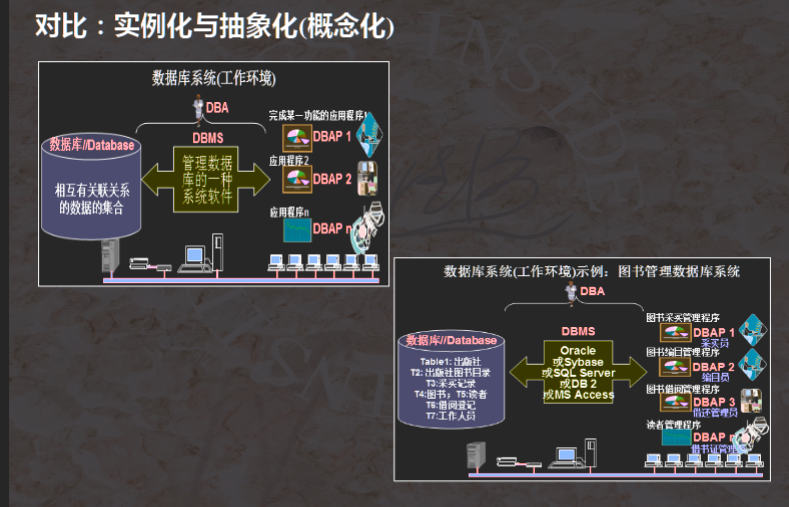 对比：实例化与抽象化(概念化)
数据库系统(工作环境)
DBA
数据库//Database
相互有关联关系
的数据的集合
DBMS
管理数据
库的一种
系统软件
完成某一功能的应用程序1
DBAP 1
应用程序2
DBAP 2
应用程序n
DBAP n
数据库系统(工作环境)示例：图书管理数据库系统
DBA
数据库//Database
Table1: 出版社
T2: 出版社图书目录
T3:采买记录
T4:图书；T5:读者
T6:借阅登记
T7:工作人员
DBMS
Oracle
或Sybase
或SQL Server
或DB 2
或MS Access
图书采买管理程序
DBAP 1
采买员
图书编目管理程序
DBAP 2
编目员
图书借阅管理程序
DBAP 3
借还管理员
读者管理程序
DBAP n
借书证管理